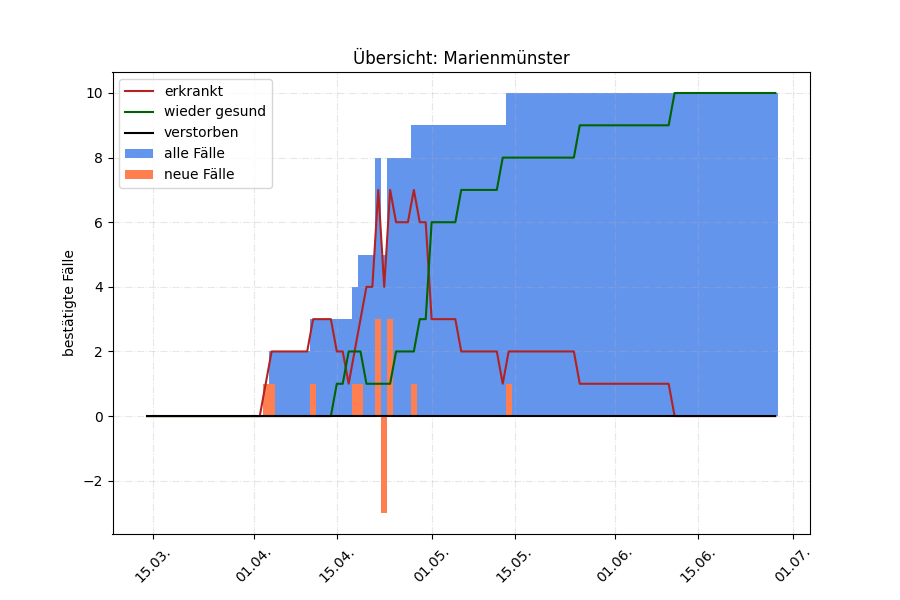 Übersicht: Marienmünster
erkrankt
wieder gesund
verstorben
alle Fälle
neue Fälle
bestätigte Fälle
10
8
6
4
2
0
−2
15.03.
01.04.
15.04.
01.05.
15.05.
01.06.
15.06.
01.07.